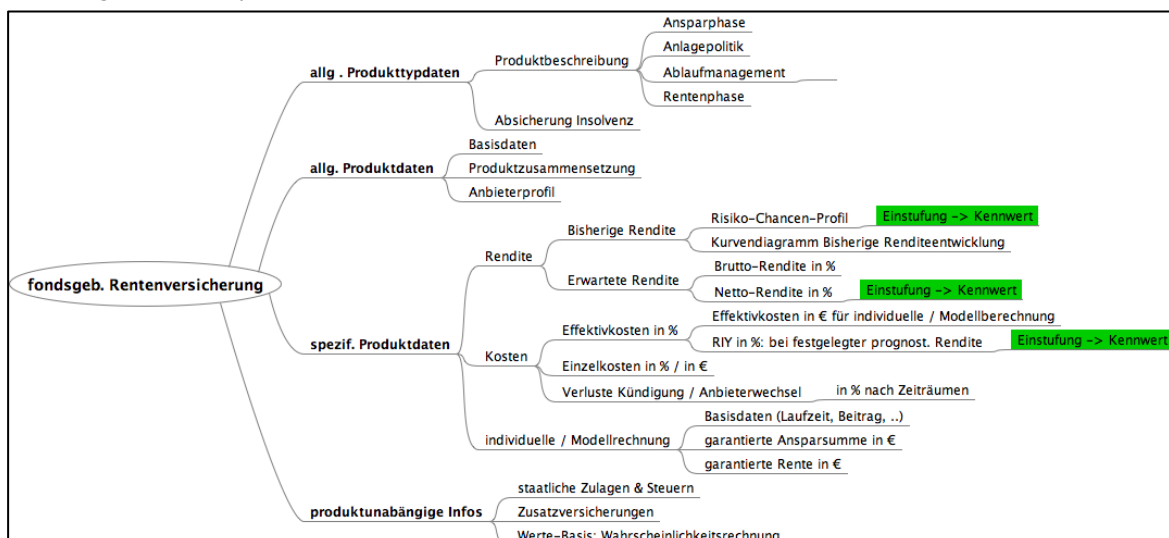 fondsgeb. Rentenversicherung
allg . Produkttypdaten
Produktbeschreibung
Ansparphase
Anlagepolitik
Ablaufmanagement
Rentenphase
Absicherung Insolvenz
allg. Produktdaten
Basisdaten
Produktzusammensetzung
Anbieterprofil
spezif. Produktdaten
Rendite
Bisherige Rendite
Risiko-Chancen-Profil
Einstufung -> Kennwert
Kurvendiagramm Bisherige Renditeentwicklung
Erwartete Rendite
Brutto-Rendite in %
Netto-Rendite in %
Einstufung -> Kennwert
Kosten
Effektivkosten in %
Effektivkosten in € für individuelle / Modellberechnung
RIY in %: bei festgelegter prognost. Rendite
Einstufung -> Kennwert
Einzelkosten in % / in €
Verluste Kündigung / Anbieterwechsel
in % nach Zeiträumen
individuelle / Modellrechnung
Basisdaten (Laufzeit, Beitrag, ..)
garantierte Ansparsumme in €
garantierte Rente in €
produktunabängige Infos
staatliche Zulagen & Steuern
Zusatzversicherungen
Werte-Basis: Wahrscheinlichkeitsrechnung